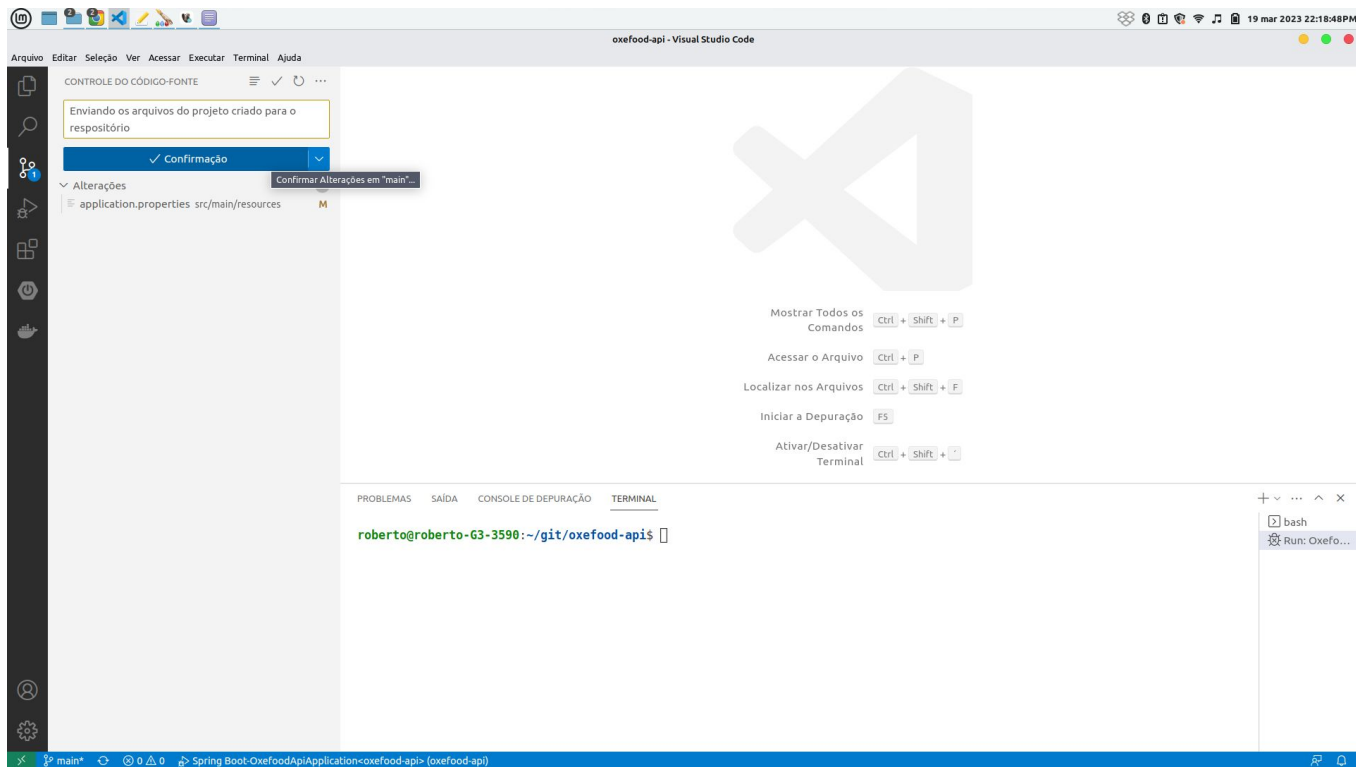 2
2
19 mar 2023 22:18:48PM
oxefood-api - Visual Studio Code
Arquivo Editar Seleção Ver Acessar Executar Terminal Ajuda
CONTROLE DO CÓDIGO-FONTE
Enviando os arquivos do projeto criado para o
respositório
Confirmação
Confirmar Alterações em "main"...
Alterações
application.properties src/main/resources M
1
Mostrar Todos os
Comandos
Ctrl + Shift + P
Acessar o Arquivo Ctrl + P
Localizar nos Arquivos Ctrl + Shift + F
Iniciar a Depuração F5
Ativar/Desativar
Terminal
Ctrl + Shift + `
PROBLEMAS SAÍDA CONSOLE DE DEPURAÇÃO TERMINAL
roberto@roberto-G3-3590:~/git/oxefood-api$
bash
Run: Oxefo...
main* 0 0 Spring Boot-OxefoodApiApplication<oxefood-api> (oxefood-api)